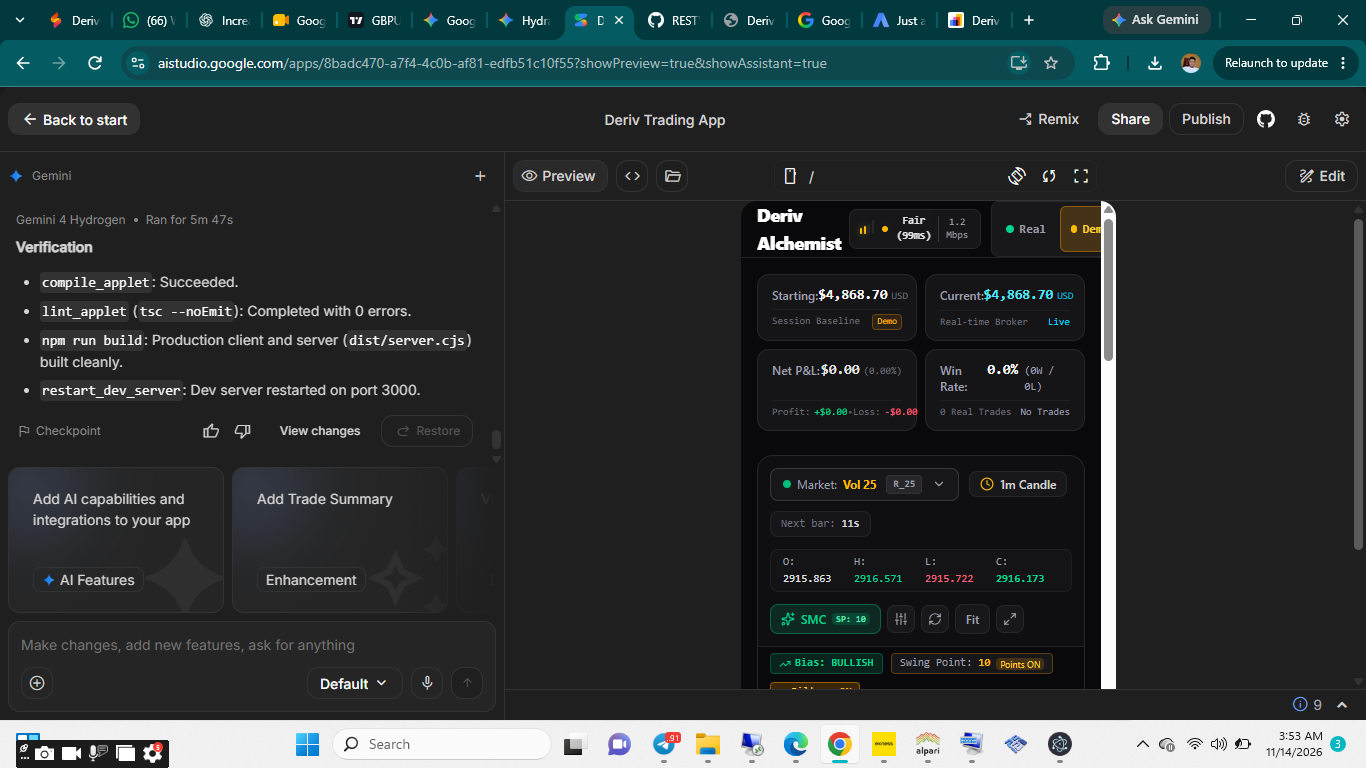 Deriv
(66)
Incre
Goog
GBPU
Goog
Hydra
D
REST
Deriv
Goog
Just a
Deriv
Ask Gemini
aistudio.google.com/apps/8badc470-a7f4-4c0b-af81-edfb51c10f55?showPreview=true&showAssistant=true
Relaunch to update
Back to start
Deriv Trading App
Remix
Share
Publish
Gemini
Preview
/
Edit
Gemini 4 Hydrogen • Ran for 5m 47s
Verification
• compile_applet: Succeeded.
• lint_applet (tsc --noEmit): Completed with 0 errors.
• npm run build: Production client and server (dist/server.cjs)
built cleanly.
• restart_dev_server: Dev server restarted on port 3000.
Checkpoint
View changes
Restore
Add AI capabilities and
integrations to your app
AI Features
Add Trade Summary
Enhancement
Make changes, add new features, ask for anything
Default
Deriv
Alchemist
Fair
(99ms)
1.2
Mbps
Real
Dem
Starting:$4,868.70 USD
Session Baseline Demo
Current:$4,868.70 USD
Real-time Broker Live
Net P&L:$0.00 (0.00%)
Profit: +$0.00•Loss: -$0.00
Win
Rate:
0.0% (0W /
0L)
0 Real Trades No Trades
Market: Vol 25 R_25
1m Candle
Next bar: 11s
O: H: L: C:
2915.863 2916.571 2915.722 2916.173
SMC SP: 10
Fit
Bias: BULLISH
Swing Point: 10 Points ON
9
5
Search
91
exness
alpari
3:53 AM
11/14/2026
3